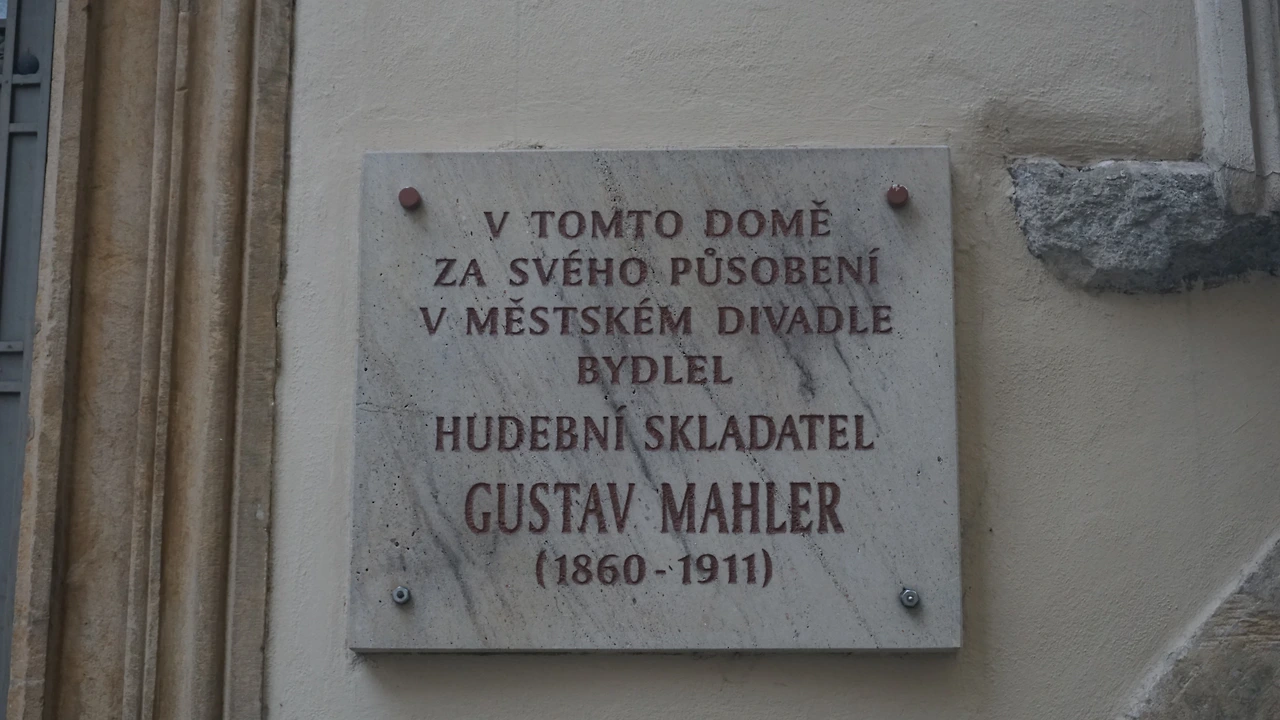 V TOMTO DOMĚ
ZA SVÉHO PŮSOBENÍ
V MĚSTSKÉM DIVADLE
BYDLEL
HUDEBNÍ SKLADATEL
GUSTAV MAHLER
(1860 - 1911)